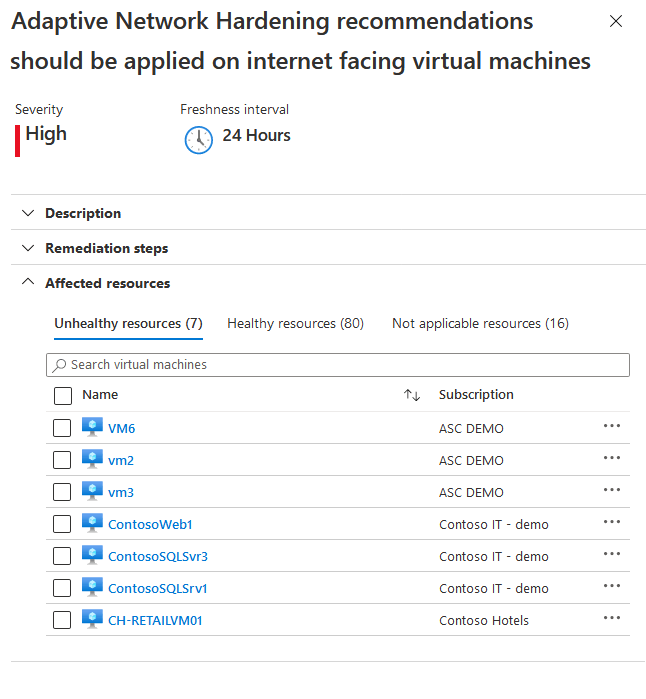 Adaptive Network Hardening recommendations
should be applied on internet facing virtual machines
Severity
Freshness interval
High
24 Hours
Description
Remediation steps
Affected resources
Unhealthy resources (7) Healthy resources (80) Not applicable resources (16)
Search virtual machines
Name Subscription
VM6 ASC DEMO
vm2 ASC DEMO
vm3 ASC DEMO
ContosoWeb1 Contoso IT - demo
ContosoSQLSvr3 Contoso IT - demo
ContosoSQLSrv1 Contoso IT - demo
CH-RETAILVM01 Contoso Hotels